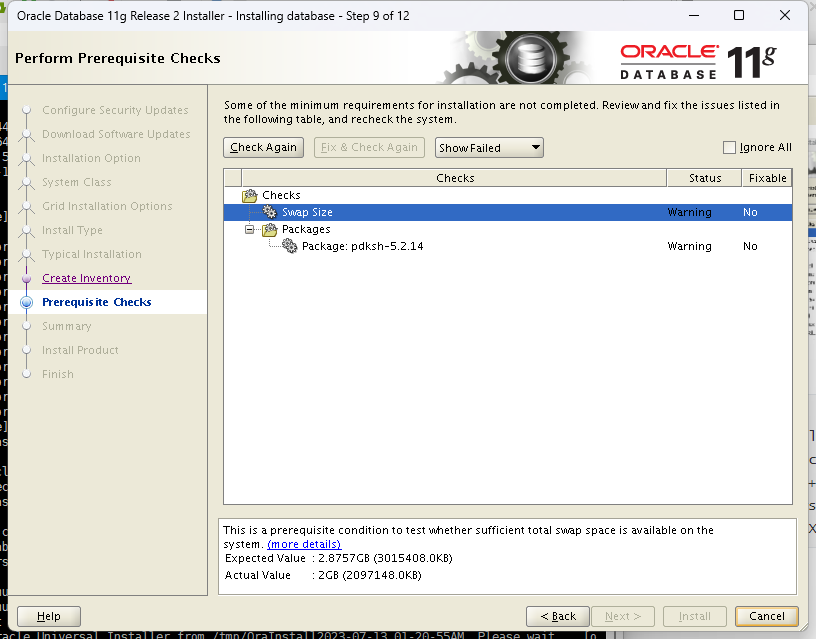 Oracle Database 11g Release 2 Installer - Installing database - Step 9 of 12
Perform Prerequisite Checks
ORACLE
DATABASE 11g
Configure Security Updates
Download Software Updates
Installation Option
System Class
Grid Installation Options
Install Type
Typical Installation
Create Inventory
Prerequisite Checks
Summary
Install Product
Finish
Some of the minimum requirements for installation are not completed. Review and fix the issues listed in
the following table, and recheck the system.
Check Again
Fix & Check Again
Show Failed
Ignore All
Checks Status Fixable
Checks
Swap Size Warning No
Packages
Package: pdksh-5.2.14 Warning No
This is a prerequisite condition to test whether sufficient total swap space is available on the
system. (more details)
Expected Value : 2.8757GB (3015408.0KB)
Actual Value : 2GB (2097148.0KB)
Help
< Back
Next >
Install
Cancel
racle Universal Installer from /tmp/OraInstall2023-07-13_01-20-55AM. Please wait